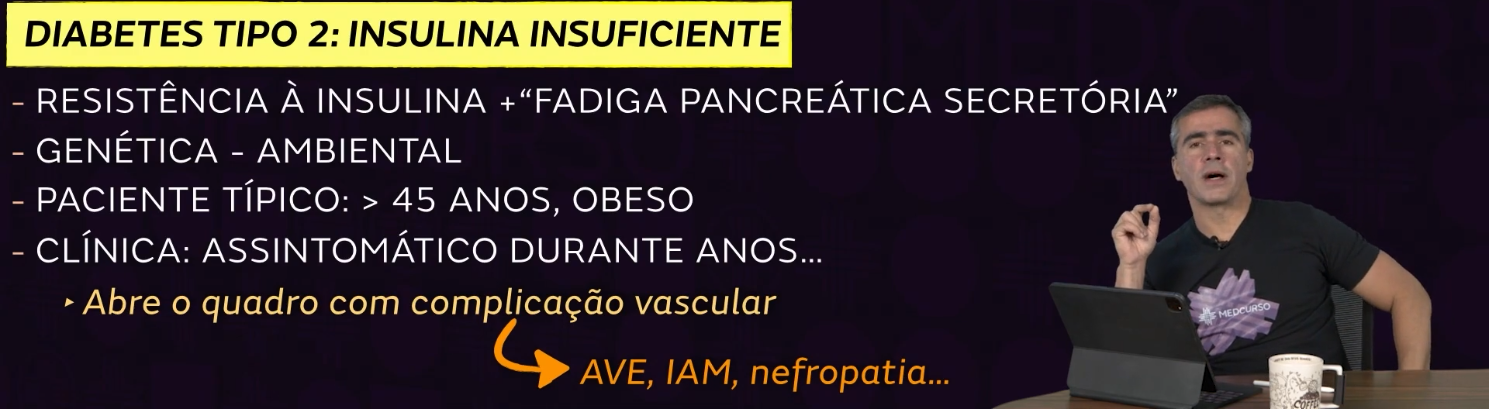 DIABETES TIPO 2: INSULINA INSUFICIENTE
- RESISTÊNCIA À INSULINA +“FADIGA PANCREÁTICA SECRETÓRIA”
- GENÉTICA - AMBIENTAL
- PACIENTE TÍPICO: > 45 ANOS, OBESO
- CLÍNICA: ASSINTOMÁTICO DURANTE ANOS...
‣ Abre o quadro com complicação vascular
AVE, IAM, nefropatia...
MEDCURSO
COFFEE